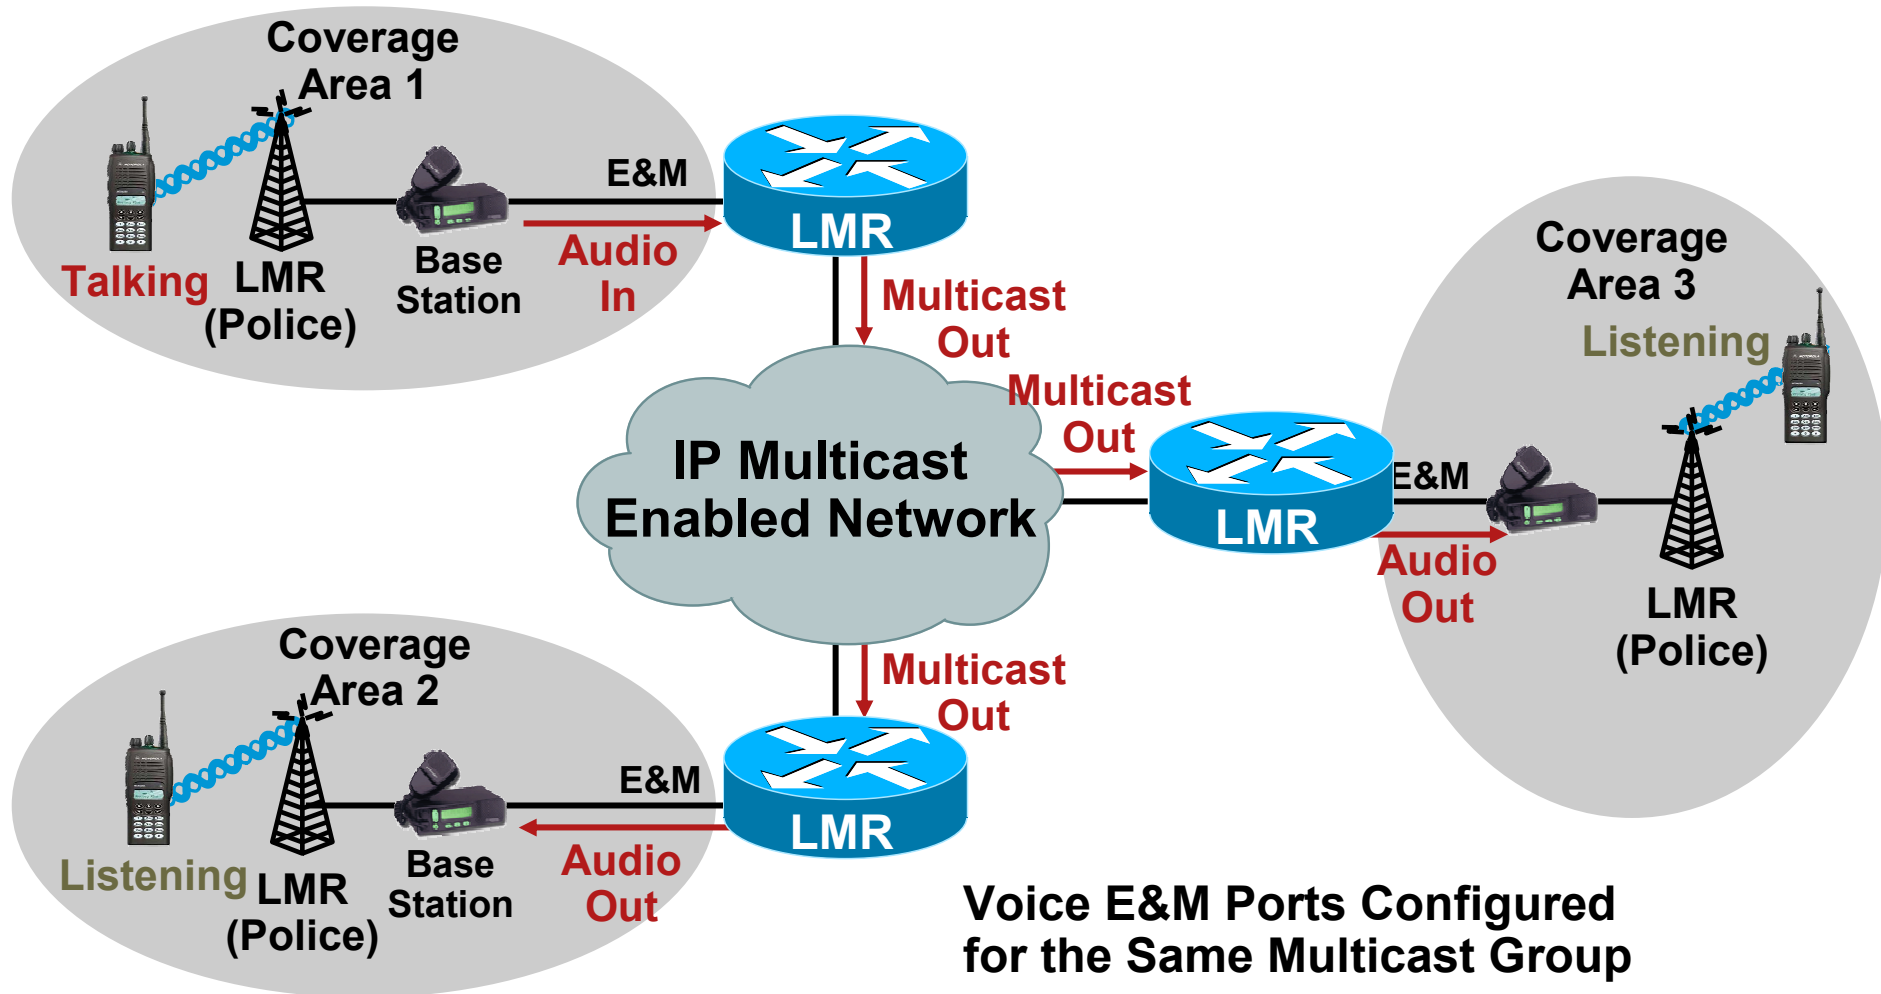 Coverage
Area 1
E&M
LMR
Talking
LMR
(Police)
Base
Station
Audio
In
Multicast
Out
Multicast
Out
IP Multicast
Enabled Network
LMR
E&M
Audio
Out
Coverage
Area 3
Listening
LMR
(Police)
Coverage
Area 2
E&M
Multicast
Out
LMR
Listening
LMR
(Police)
Base
Station
Audio
Out
Voice E&M Ports Configured
for the Same Multicast Group